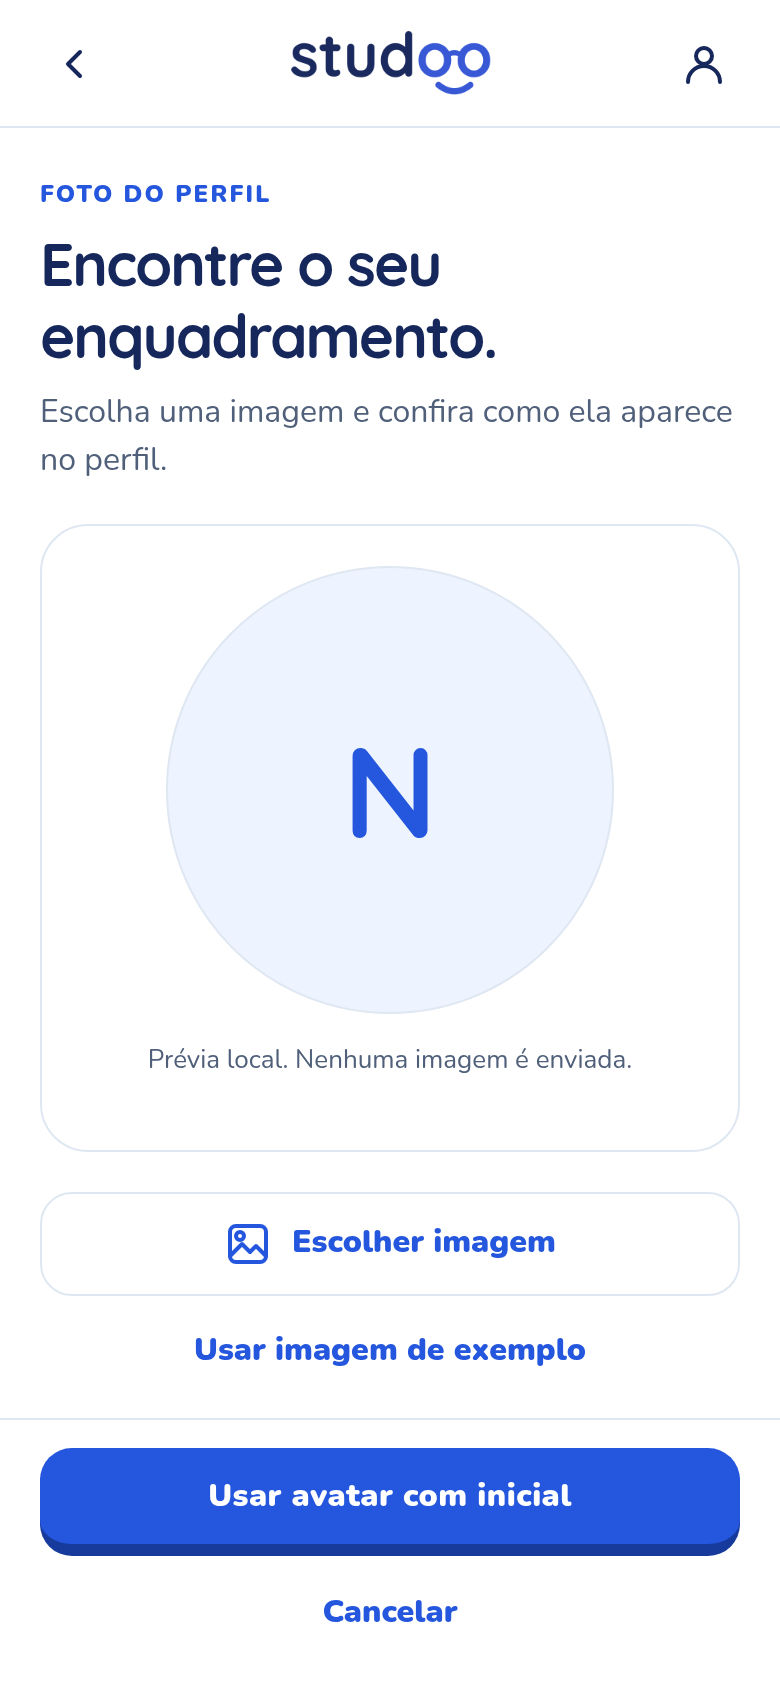 studoo
FOTO DO PERFIL
Encontre o seu
enquadramento.
Escolha uma imagem e confira como ela aparece
no perfil.
N
Prévia local. Nenhuma imagem é enviada.
Escolher imagem
Usar imagem de exemplo
Usar avatar com inicial
Cancelar